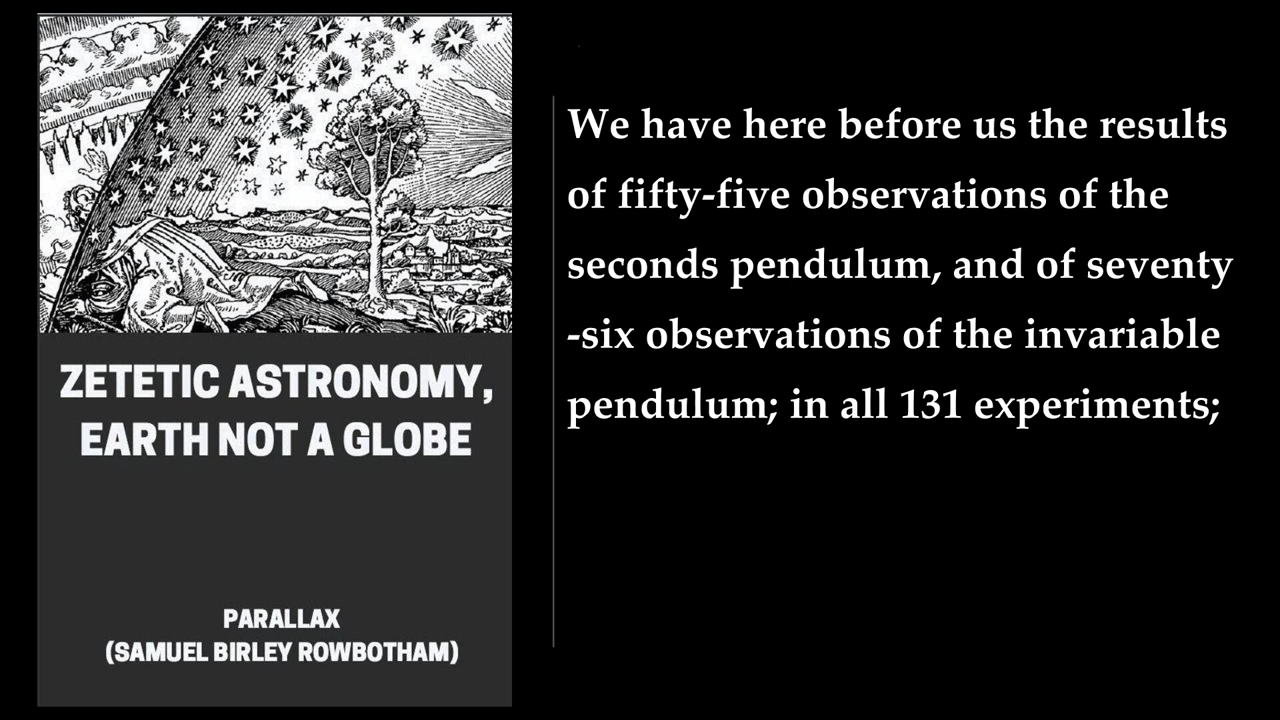 ZETETIC ASTRONOMY,
EARTH NOT A GLOBE
PARALLAX
(SAMUEL BIRLEY ROWBOTHAM)
We have here before us the results
of fifty-five observations of the
seconds pendulum, and of seventy
-six observations of the invariable
pendulum; in all 131 experiments;